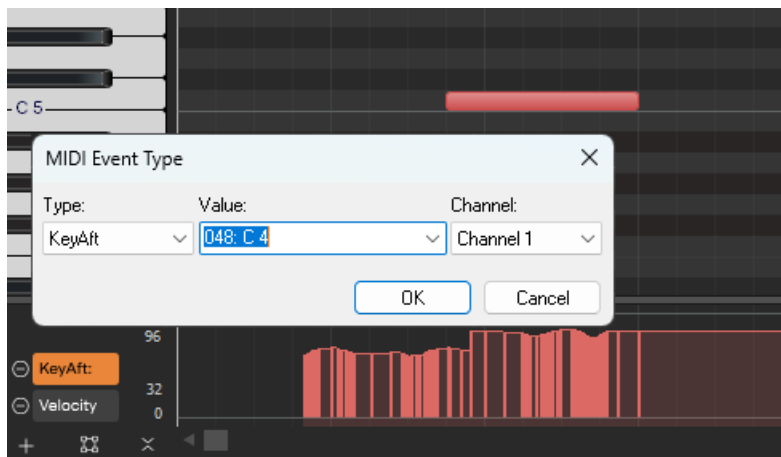 C 5
MIDI Event Type
Type: Value: Channel:
KeyAft 048: C 4 Channel 1
OK Cancel
96
KeyAft:
32
Velocity
0